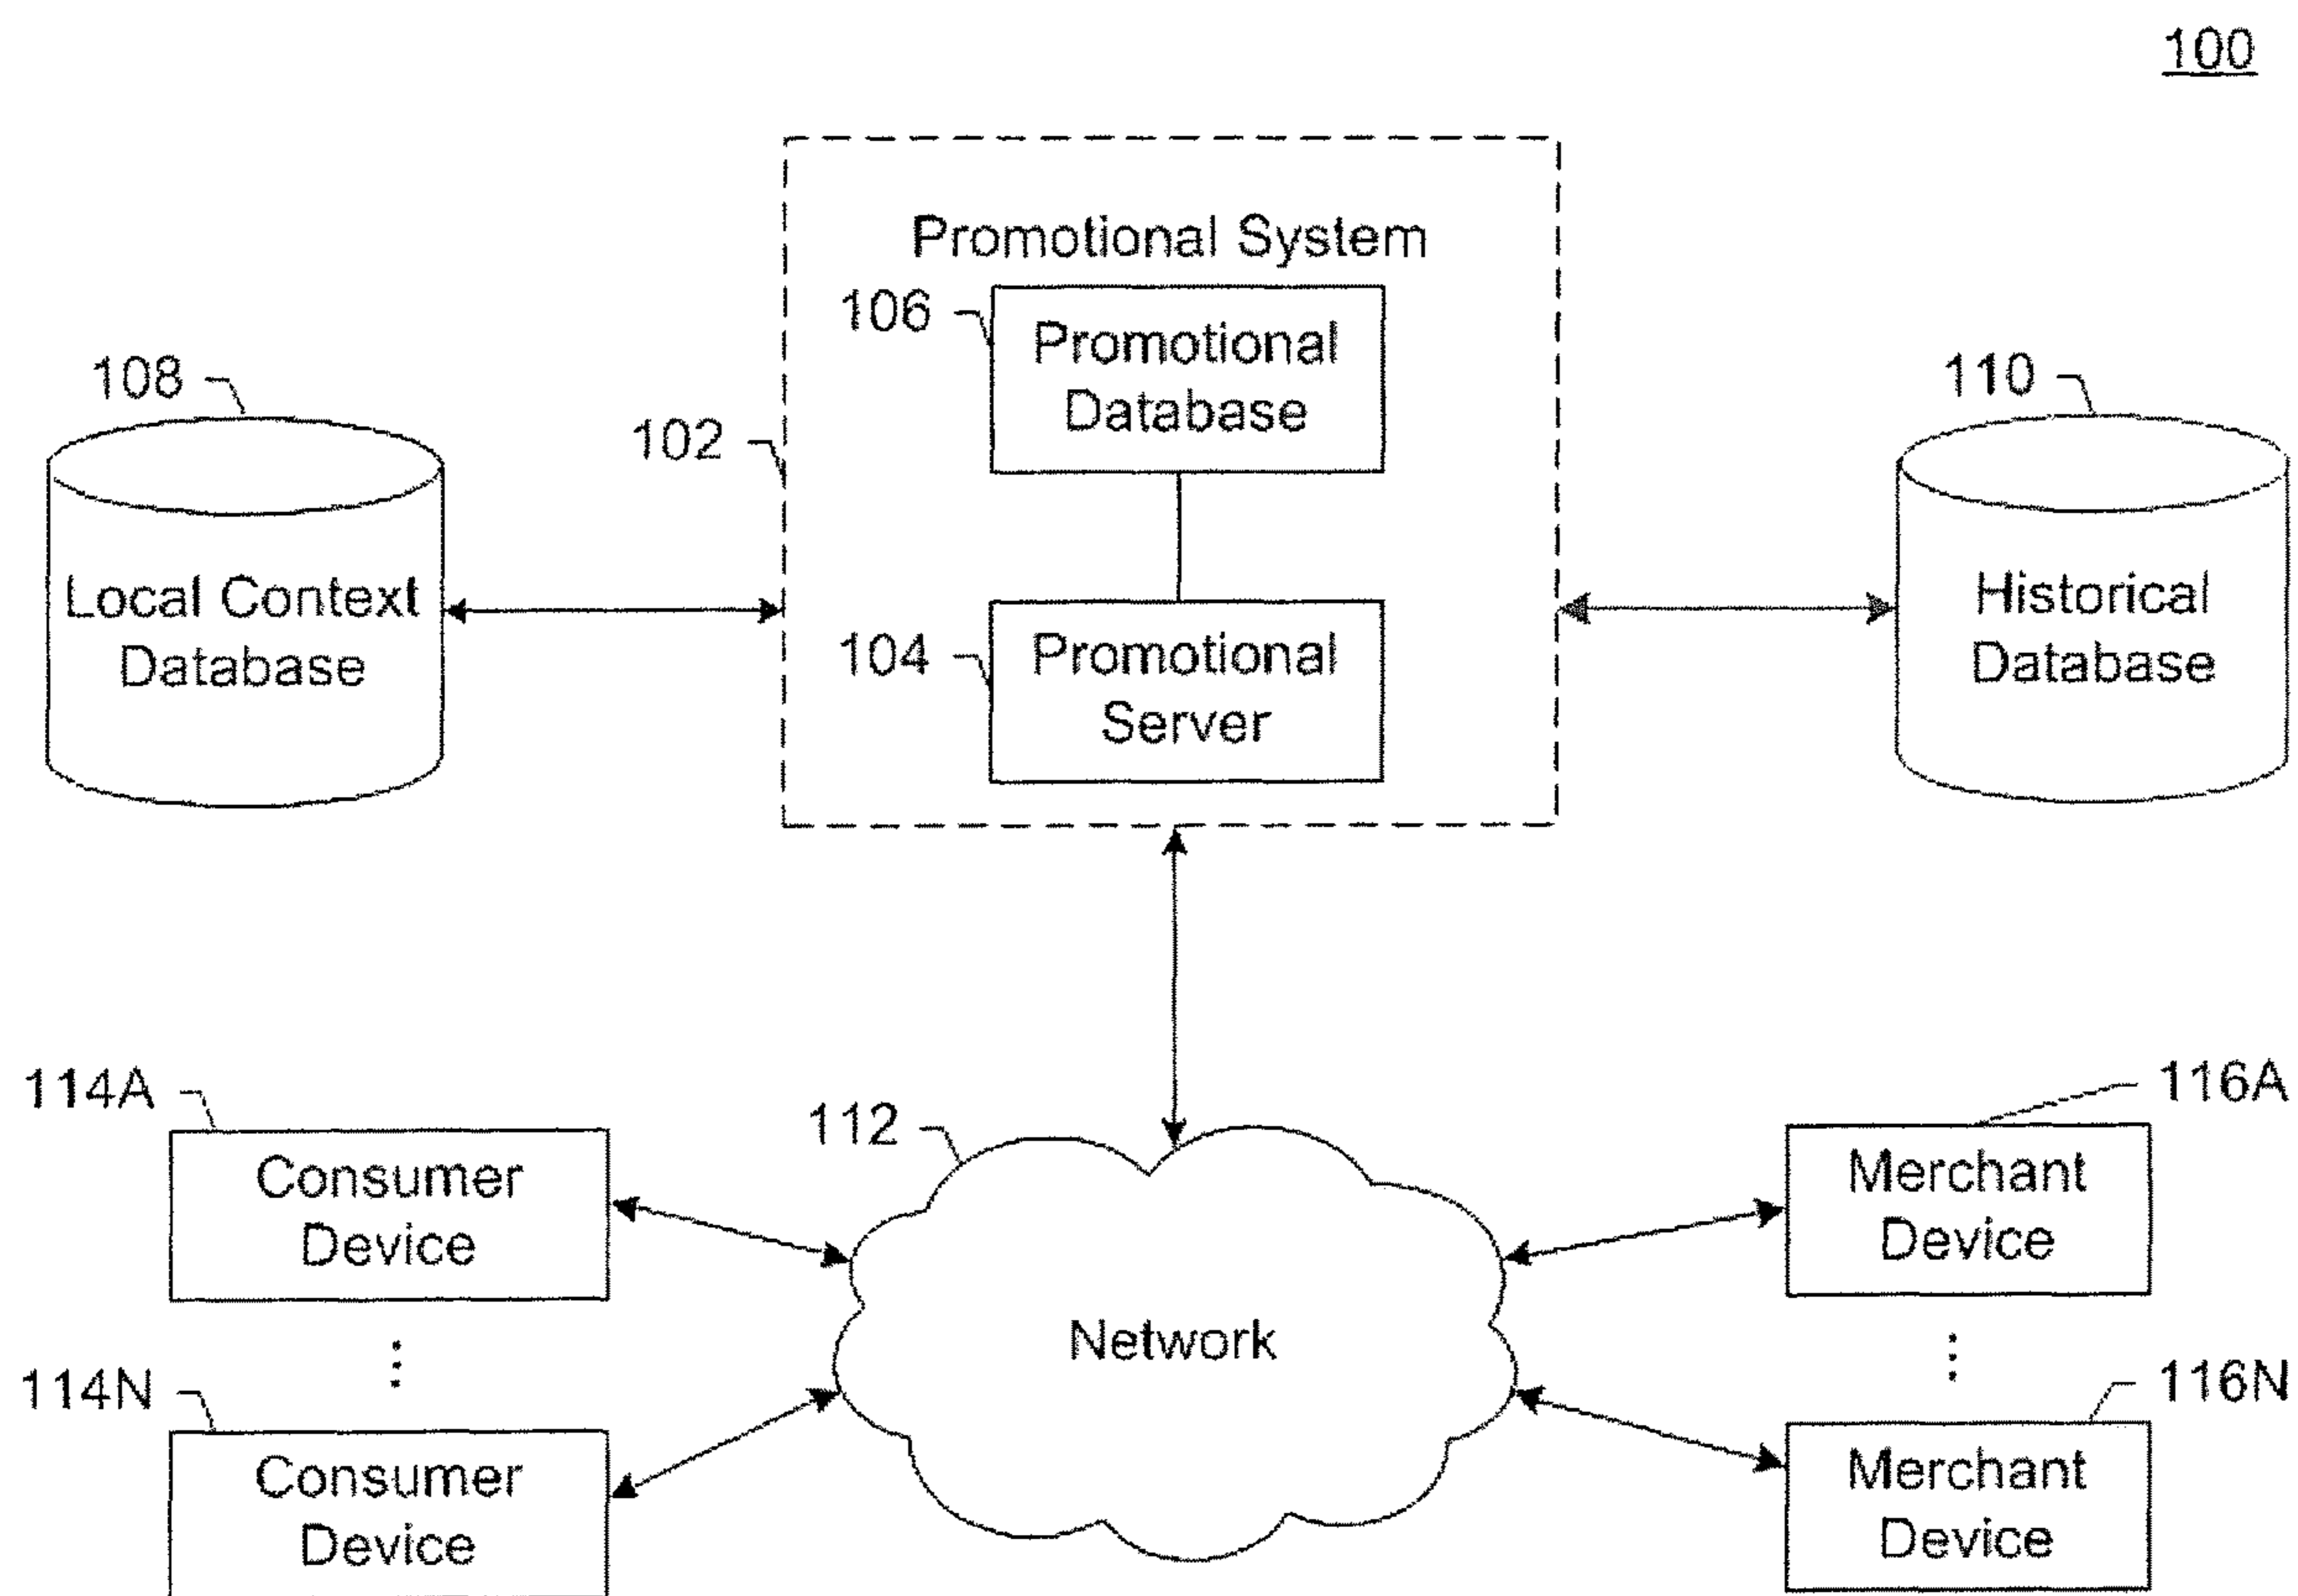 100
Promotional System
106
Promotional
Database
108
102
110
Local Context
Database
104
Promotional
Server
Historical
Database
114A
Consumer
Device
112
116A
Merchant
Device
Network
114N
Consumer
Device
116N
Merchant
Device